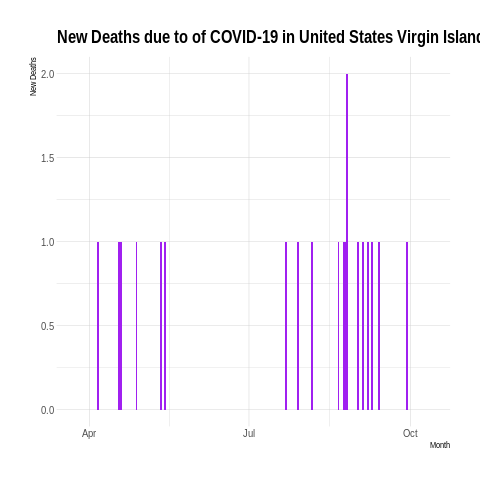 New Deaths due to of COVID-19 in United States Virgin Island
New Deaths
2.0
1.5
1.0
0.5
0.0
Apr
Jul
Oct
Month